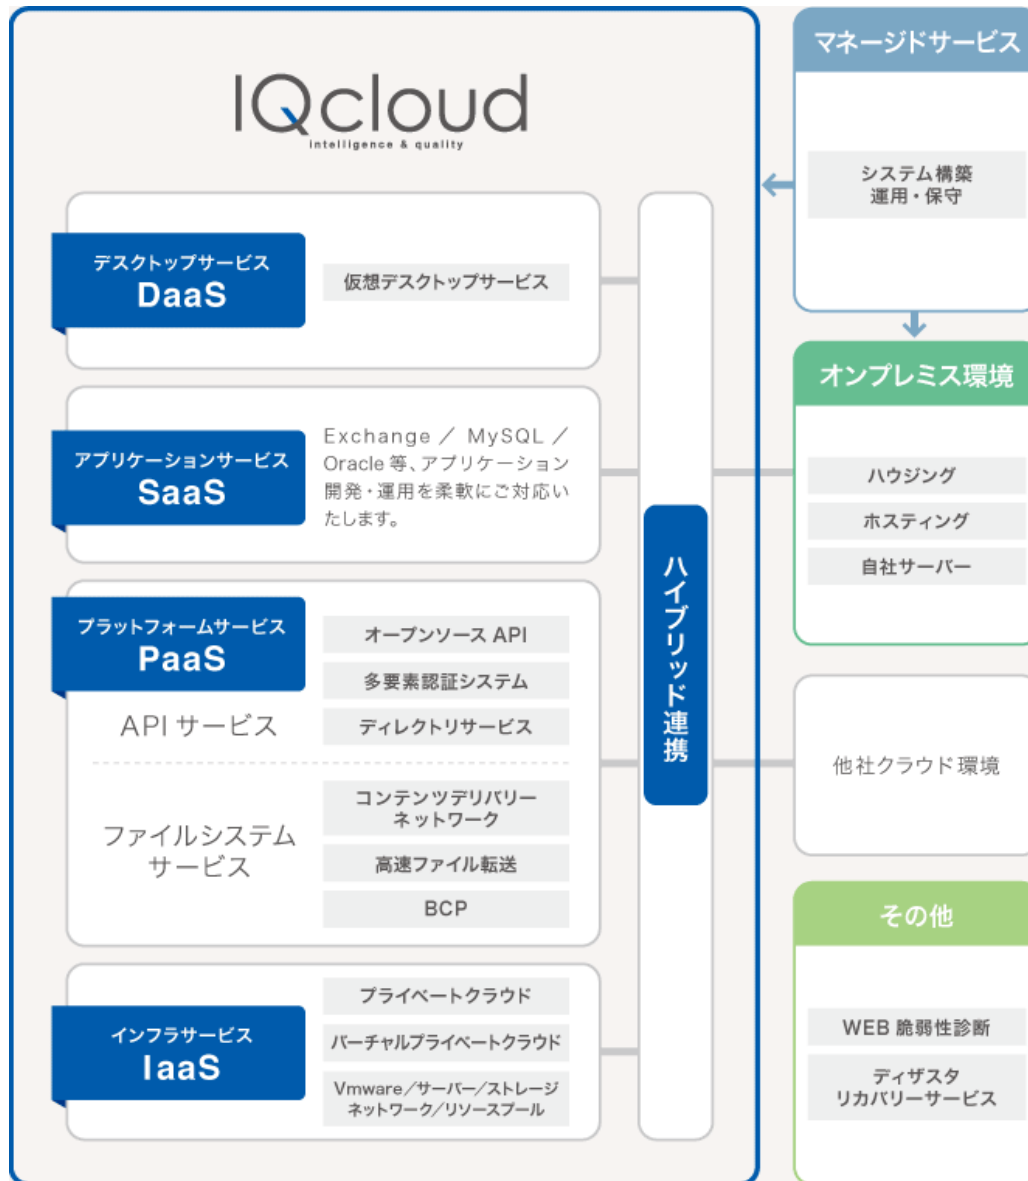 IQcloud
intelligence & quality
デスクトップサービス
DaaS
仮想デスクトップサービス
アプリケーションサービス
SaaS
Exchange ／ MySQL ／
Oracle 等、アプリケーション
開発・運用を柔軟にご対応い
たします。
プラットフォームサービス
PaaS
API サービス
オープンソース API
多要素認証システム
ディレクトリサービス
ファイルシステム
サービス
コンテンツデリバリー
ネットワーク
高速ファイル転送
BCP
インフラサービス
IaaS
プライベートクラウド
バーチャルプライベートクラウド
Vmware／サーバー／ストレージ
ネットワーク／リソースプール
ハイブリッド連携
マネージドサービス
システム構築
運用・保守
オンプレミス環境
ハウジング
ホスティング
自社サーバー
他社クラウド環境
その他
WEB 脆弱性診断
ディザスタ
リカバリーサービス